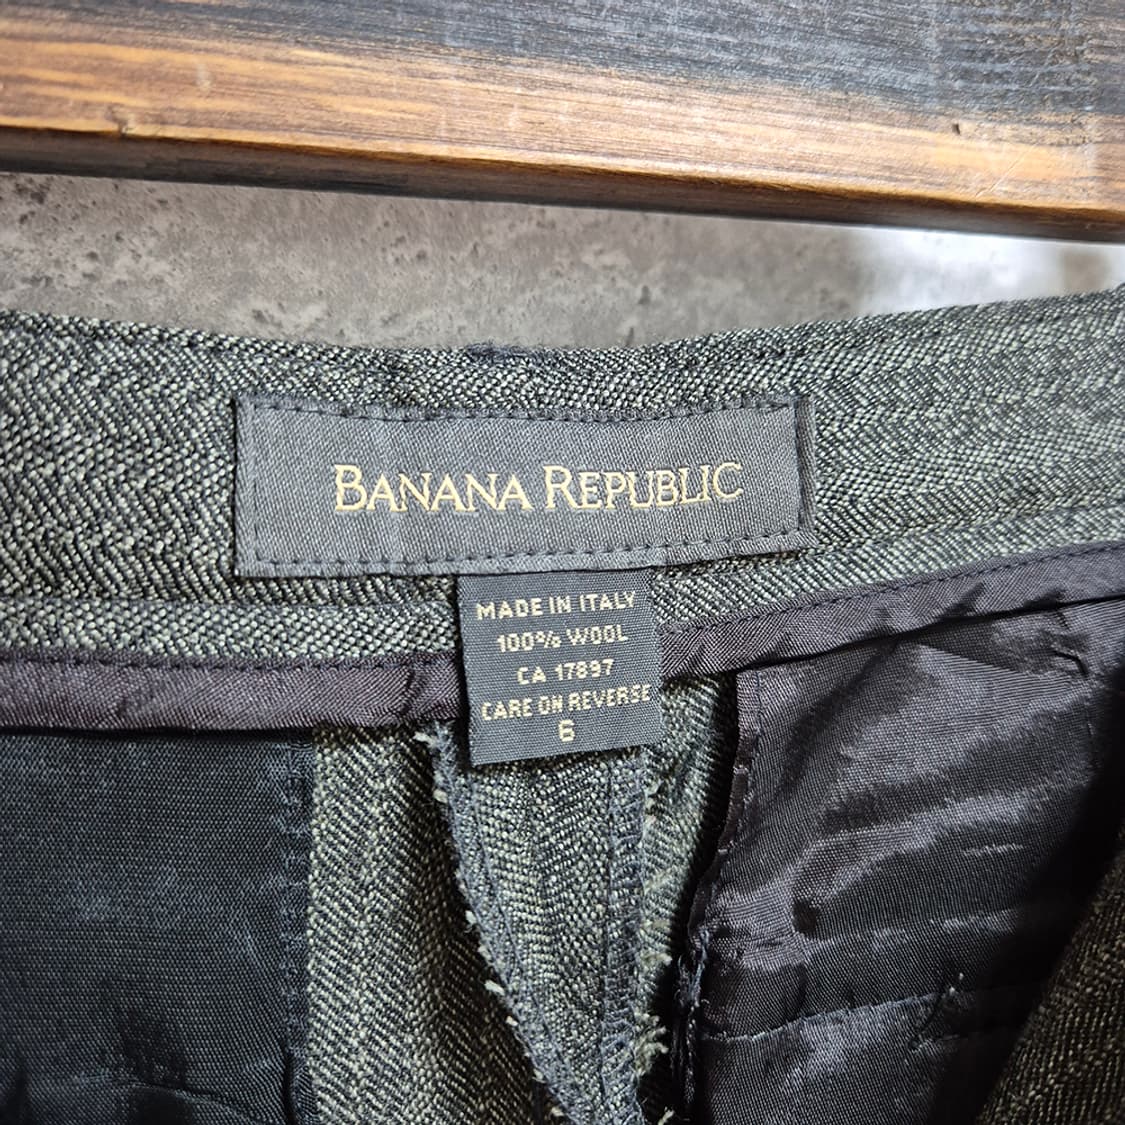 BANANA REPUBLIC
MADE IN ITALY
100% WOOL
CA 17897
CARE ON REVERSE
6